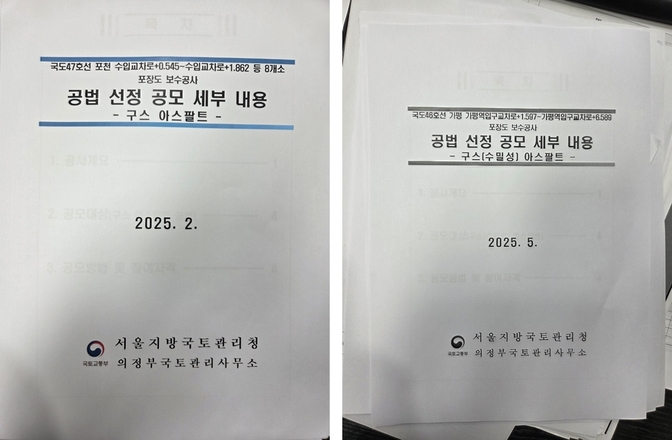 국도47호선 포천 수입교차로+0.545~수입교차로+1.862 등 8개소
포장도 보수공사
공법 선정 공모 세부 내용
- 구스 아스팔트 -
2025. 2.
국토교통부
서울지방국토관리청
의정부국토관리사무소
국도46호선 가평 가평역입구교차로+1.597~가평역입구교차로+6.589
포장도 보수공사
공법 선정 공모 세부 내용
- 구스(수밀성) 아스팔트 -
2025. 5.
국토교통부
서울지방국토관리청
의정부국토관리사무소